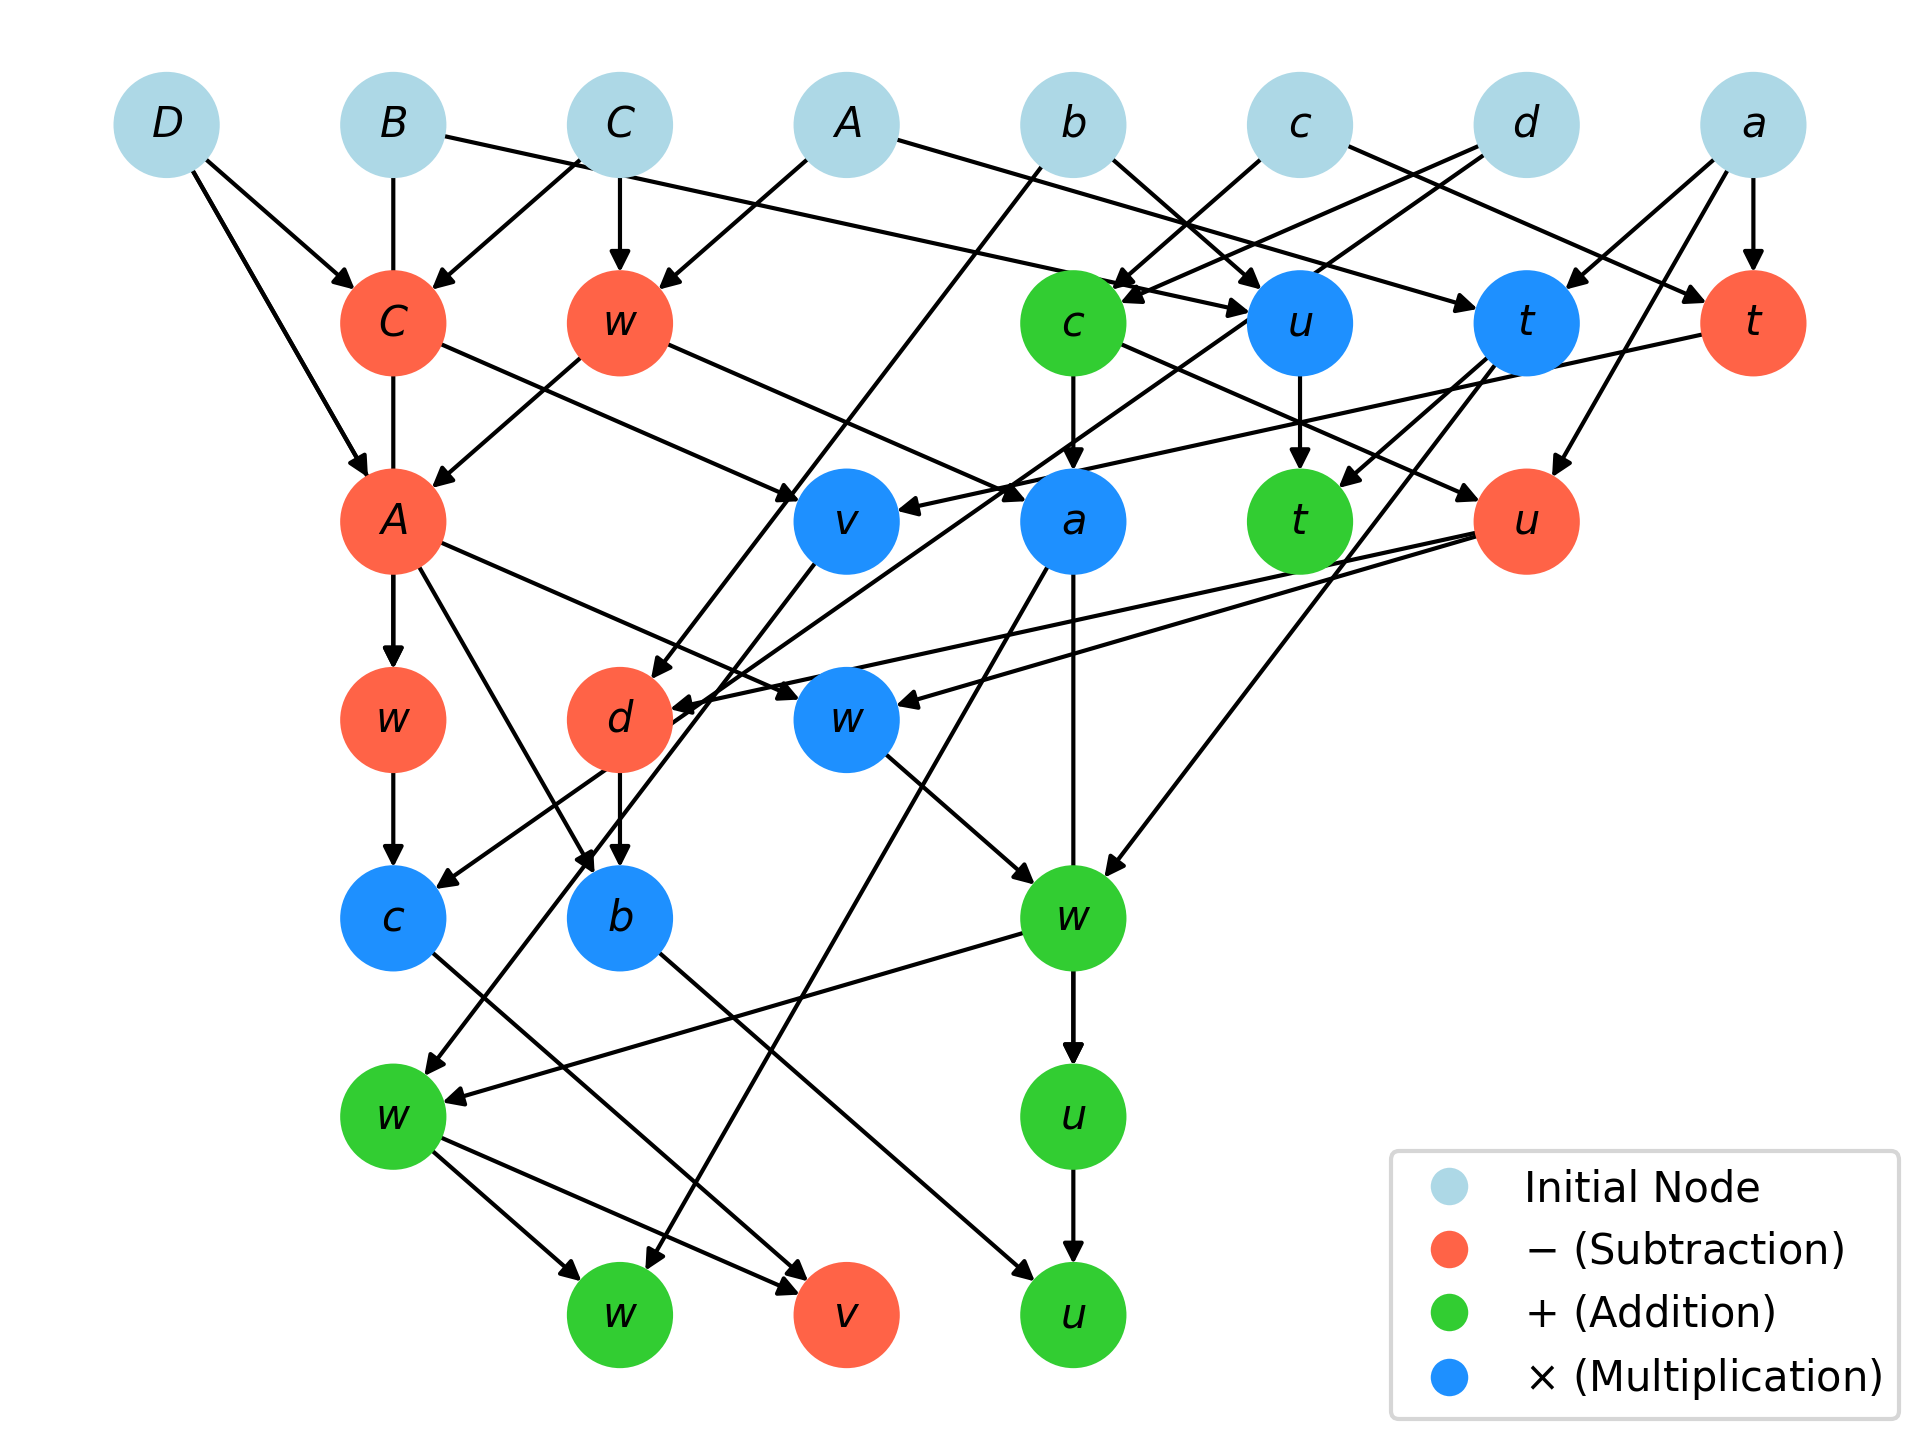 D B C A b c d a
C w c u t t
A v a t u
w d w
c b w
w u
w v u
Initial Node
− (Subtraction)
+ (Addition)
× (Multiplication)